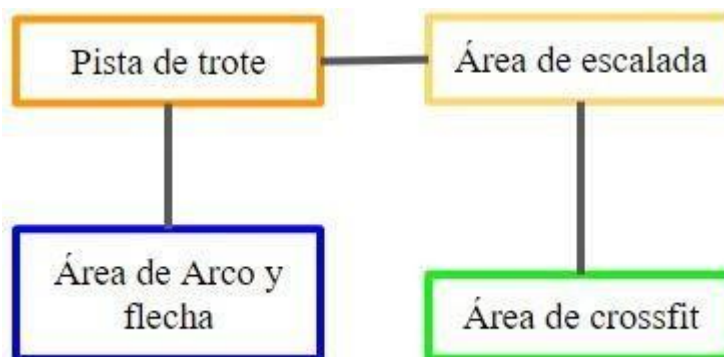 Pista de trote
Área de escalada
Área de Arco y
flecha
Área de crossfit